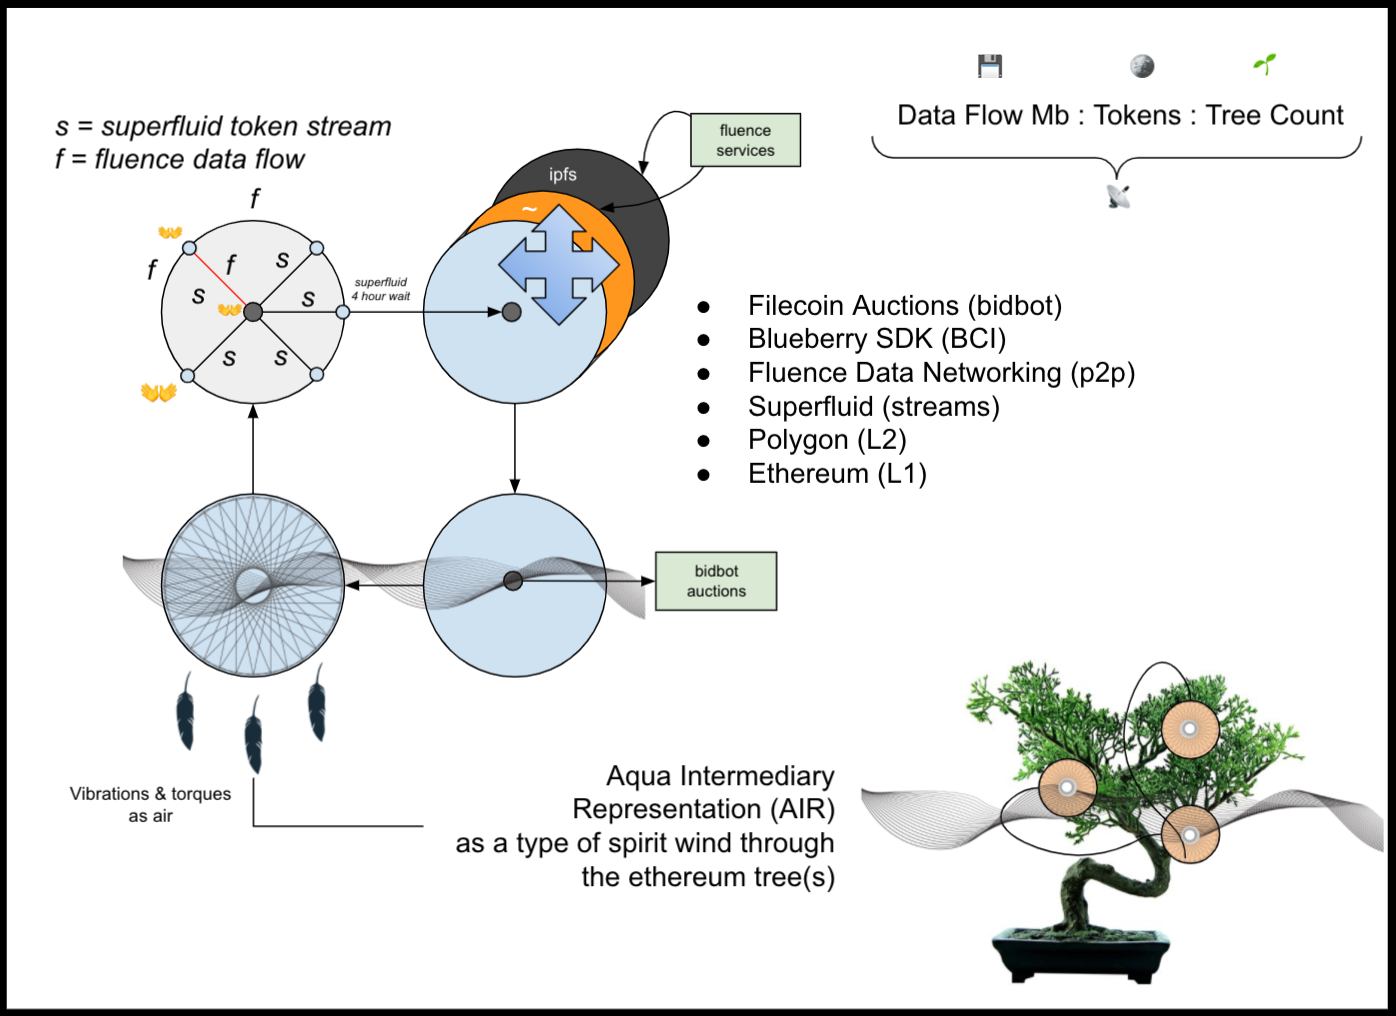 s = superfluid token stream
f = fluence data flow
f
f
f
s
s
s
s
s
superfluid
4 hour wait
ipfs
~
fluence
services
Data Flow Mb : Tokens : Tree Count
● Filecoin Auctions (bidbot)
● Blueberry SDK (BCI)
● Fluence Data Networking (p2p)
● Superfluid (streams)
● Polygon (L2)
● Ethereum (L1)
bidbot
auctions
Vibrations & torques
as air
Aqua Intermediary
Representation (AIR)
as a type of spirit wind through
the ethereum tree(s)